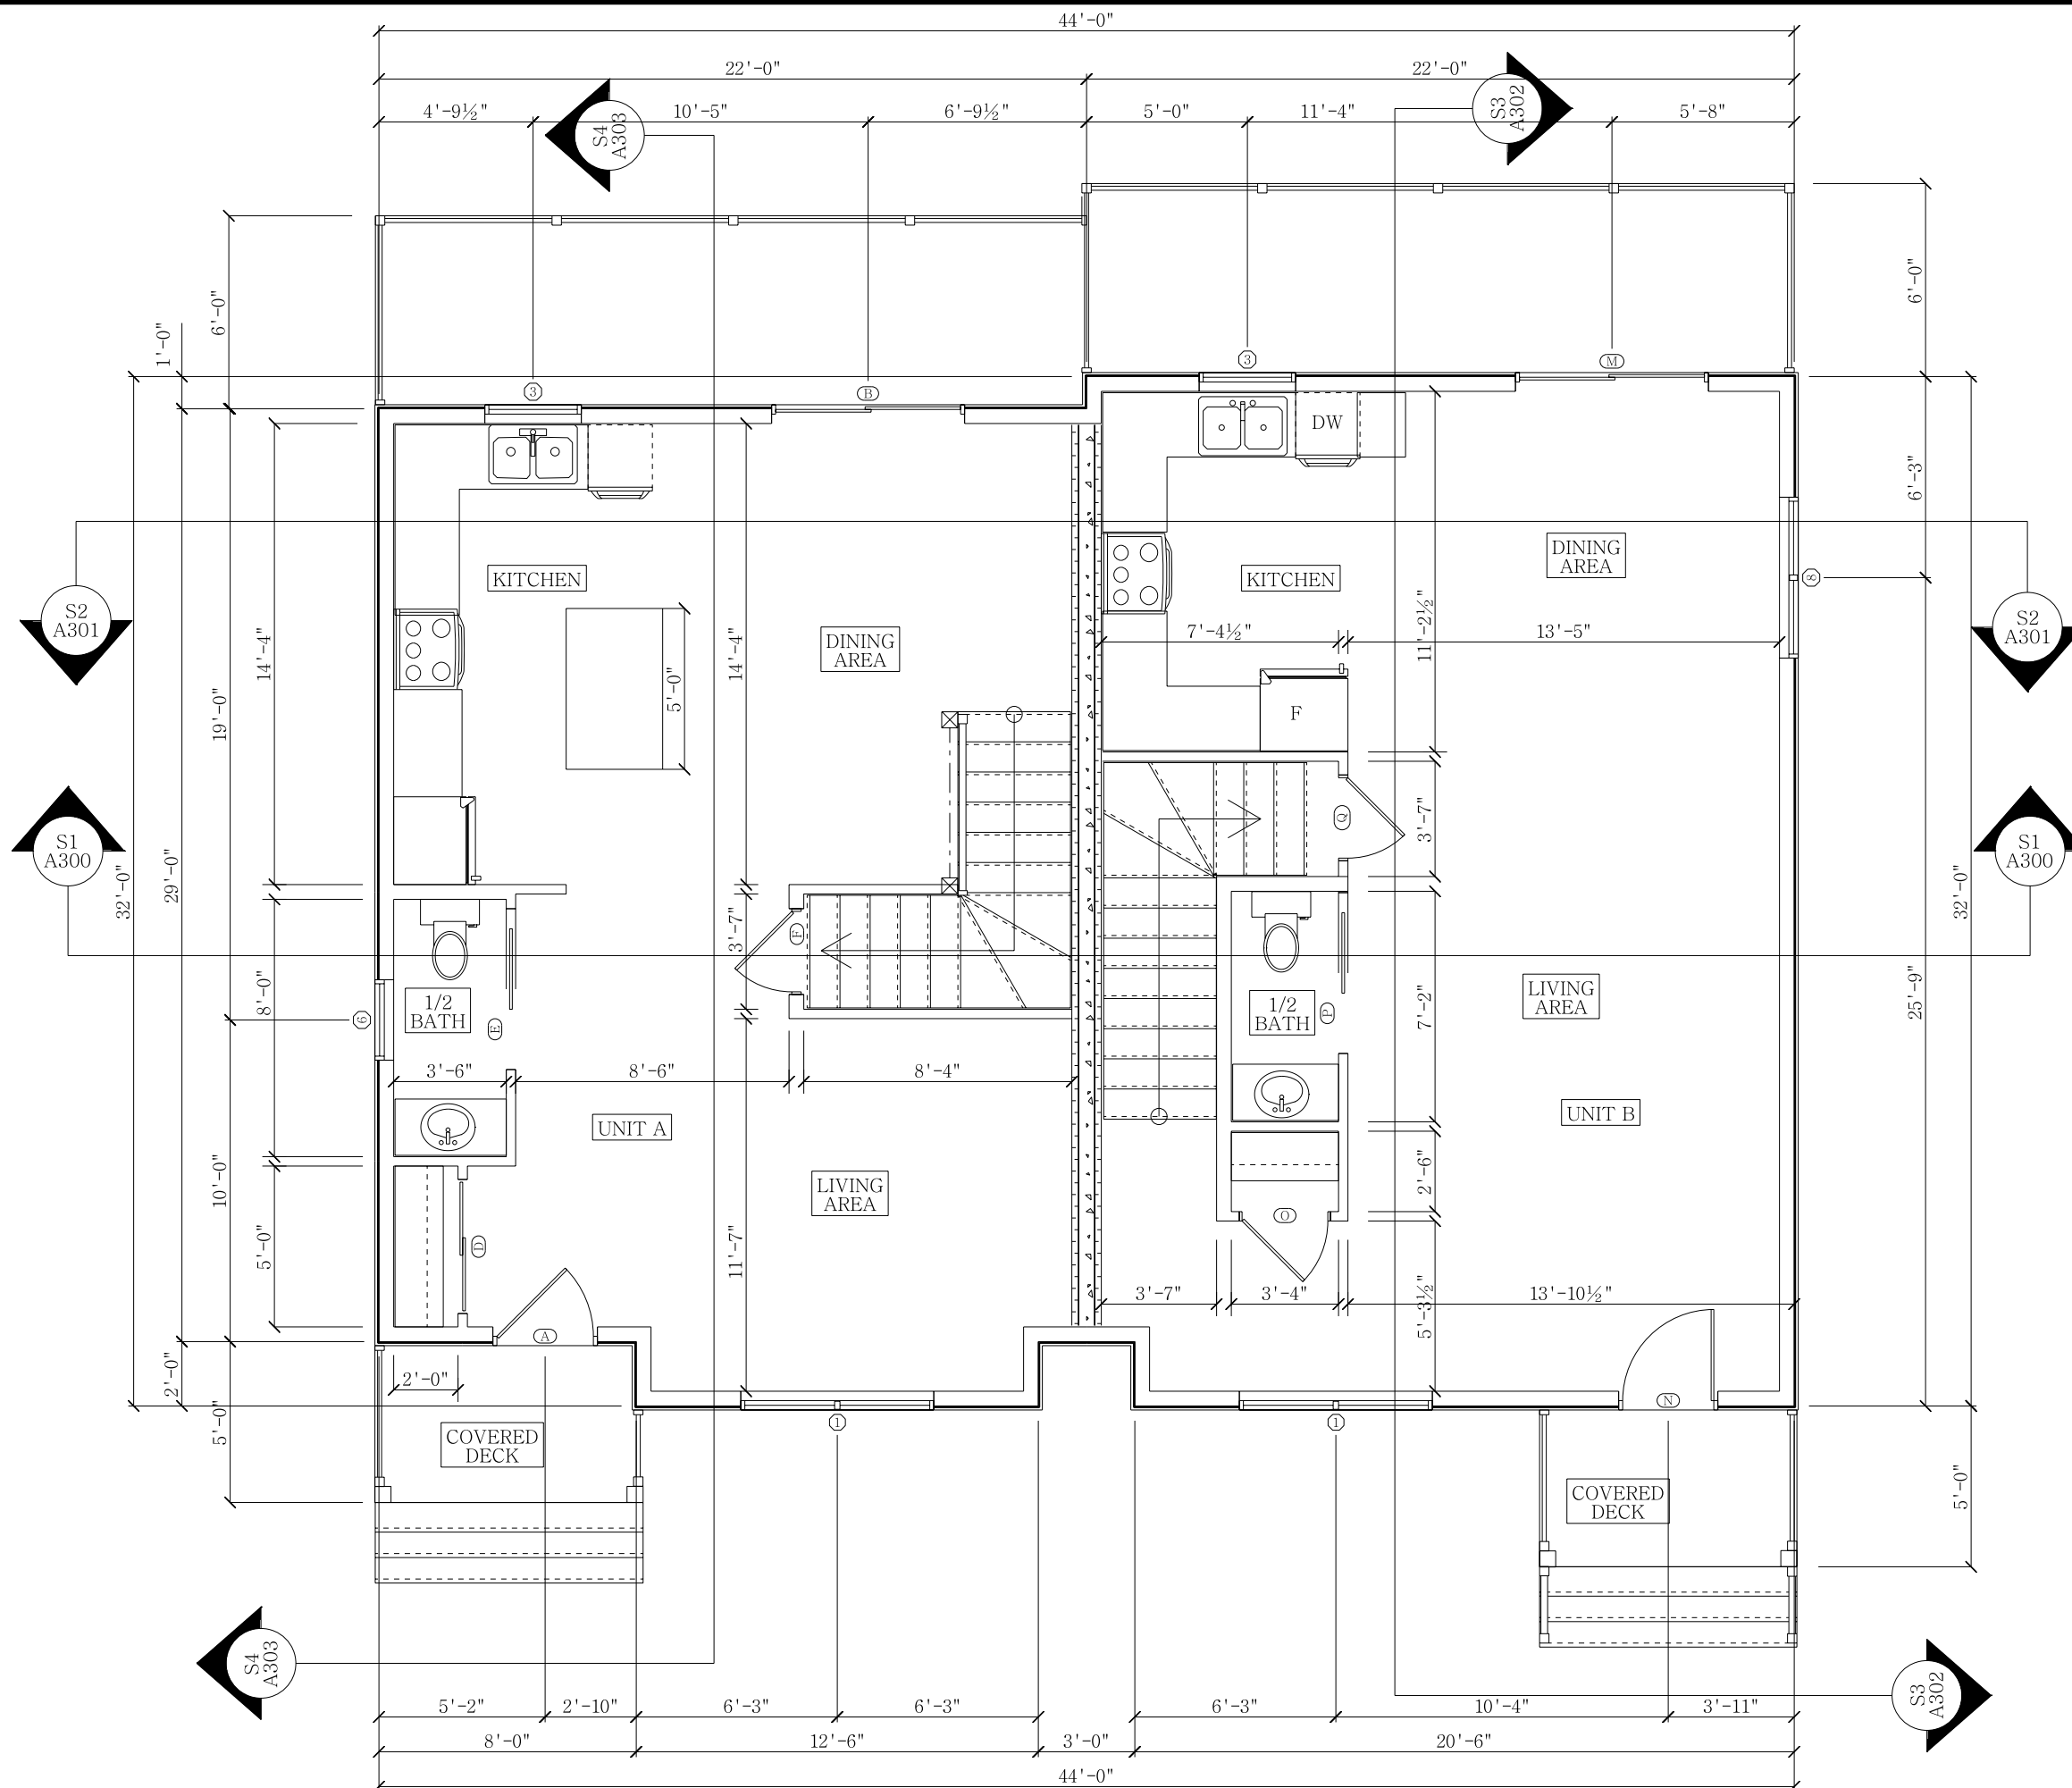 44'-0"
22'-0"
22'-0"
4'-9½"
10'-5"
6'-9½"
5'-0"
11'-4"
5'-8"
S4
A303
S3
A302
6'-0"
1'-0"
6'-0"
6'-3"
3
B
3
M
DW
KITCHEN
DINING
AREA
KITCHEN
DINING
AREA
8
S2
A301
S2
A301
14'-4"
14'-4"
5'-0"
7'-4½"
13'-5"
11'-2½"
19'-0"
F
S1
A300
S1
A300
32'-0"
29'-0"
3'-7"
F
3'-7"
Q
32'-0"
25'-9"
8'-0"
1/2
BATH
E
6
1/2
BATH
P
7'-2"
LIVING
AREA
3'-6"
8'-6"
8'-4"
UNIT A
UNIT B
10'-0"
5'-0"
LIVING
AREA
D
11'-7"
2'-6"
O
3'-7"
3'-4"
13'-10½"
5'-3½"
A
2'-0"
2'-0"
5'-0"
N
1
1
COVERED
DECK
COVERED
DECK
5'-0"
S4
A303
S3
A302
5'-2"
2'-10"
6'-3"
6'-3"
6'-3"
10'-4"
3'-11"
8'-0"
12'-6"
3'-0"
20'-6"
44'-0"